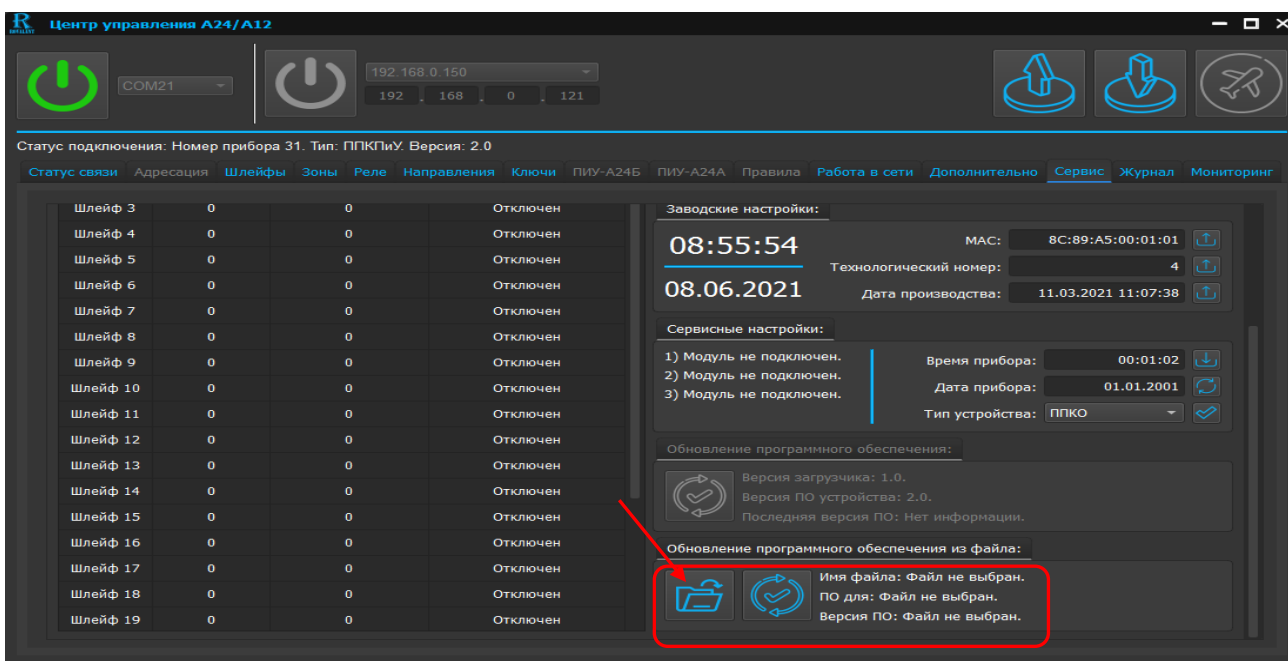 R Центр управления A24/A12
ROVALANT
COM21
192.168.0.150
192 . 168 . 0 . 121
Статус подключения: Номер прибора 31. Тип: ППКПиУ. Версия: 2.0
Статус связи Адресация Шлейфы Зоны Реле Направления Ключи ПИУ-А24Б ПИУ-А24А Правила Работа в сети Дополнительно Сервис Журнал Мониторинг
Шлейф 3 0 0 Отключен
Шлейф 4 0 0 Отключен
Шлейф 5 0 0 Отключен
Шлейф 6 0 0 Отключен
Шлейф 7 0 0 Отключен
Шлейф 8 0 0 Отключен
Шлейф 9 0 0 Отключен
Шлейф 10 0 0 Отключен
Шлейф 11 0 0 Отключен
Шлейф 12 0 0 Отключен
Шлейф 13 0 0 Отключен
Шлейф 14 0 0 Отключен
Шлейф 15 0 0 Отключен
Шлейф 16 0 0 Отключен
Шлейф 17 0 0 Отключен
Шлейф 18 0 0 Отключен
Шлейф 19 0 0 Отключен
Заводские настройки:
08:55:54
08.06.2021
MAC: 8C:89:A5:00:01:01
Технологический номер: 4
Дата производства: 11.03.2021 11:07:38
Сервисные настройки:
1) Модуль не подключен.
2) Модуль не подключен.
3) Модуль не подключен.
Время прибора: 00:01:02
Дата прибора: 01.01.2001
Тип устройства: ППКО
Обновление программного обеспечения:
Версия загрузчика: 1.0.
Версия ПО устройства: 2.0.
Последняя версия ПО: Нет информации.
Обновление программного обеспечения из файла:
Имя файла: Файл не выбран.
ПО для: Файл не выбран.
Версия ПО: Файл не выбран.